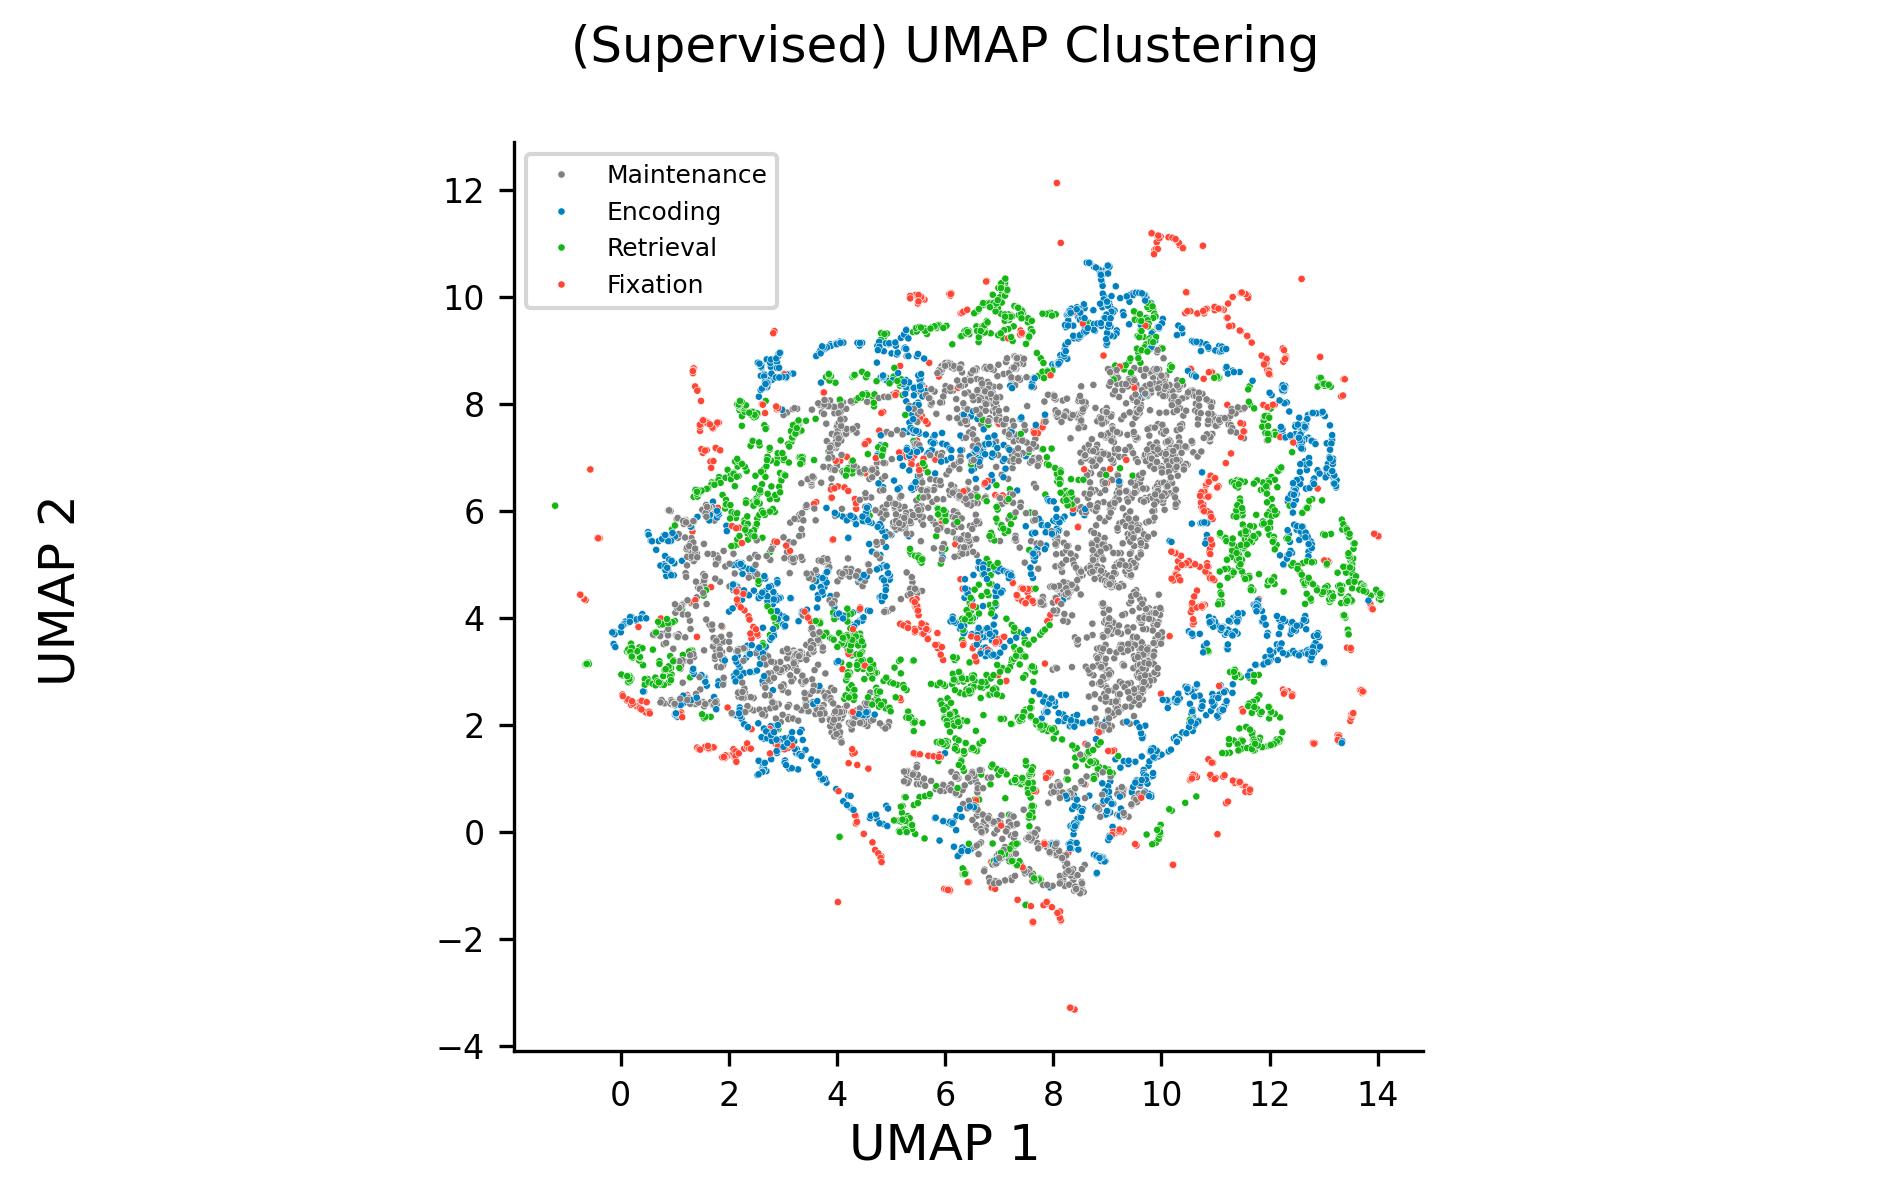 (Supervised) UMAP Clustering
Maintenance
Encoding
Retrieval
Fixation
UMAP 2
12
10
8
6
4
2
0
−2
−4
0 2 4 6 8 10 12 14
UMAP 1